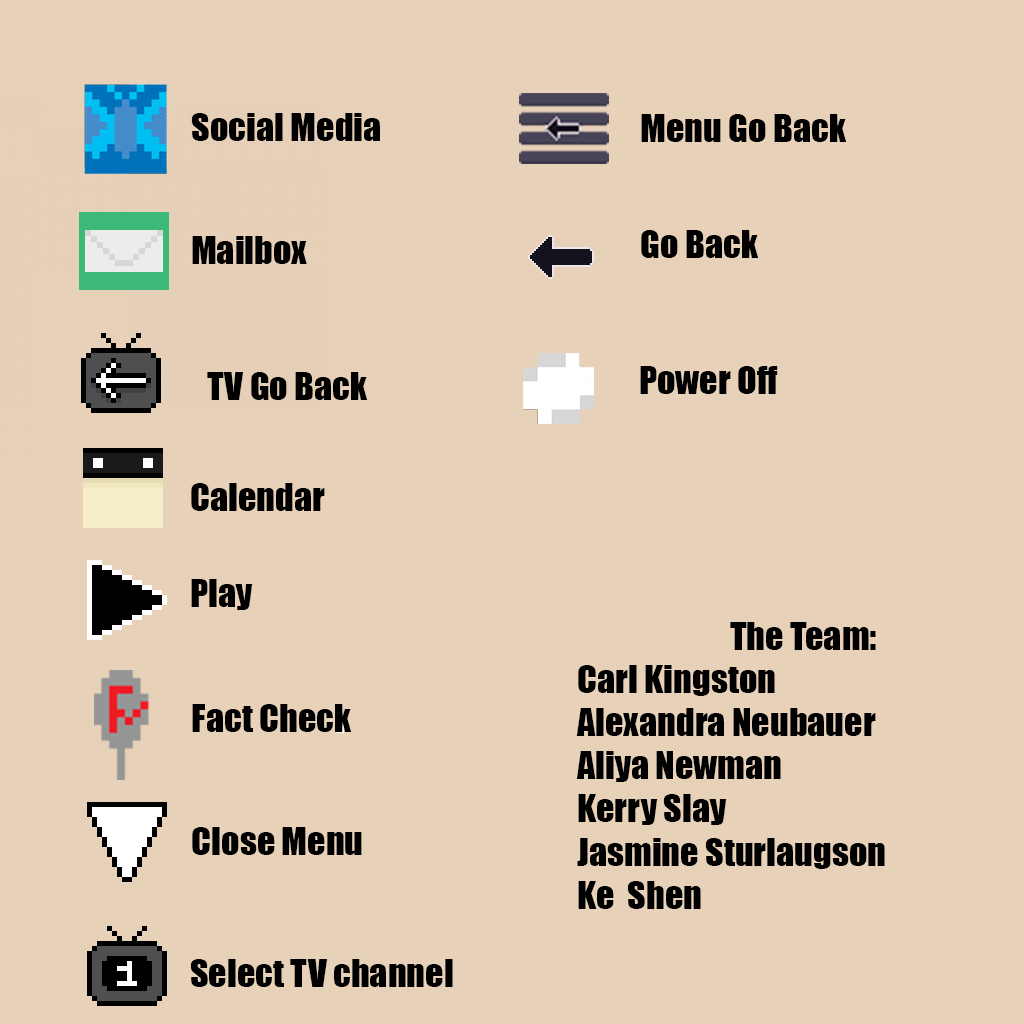 Social Media
Mailbox
TV Go Back
Calendar
Play
Fact Check
Close Menu
1
Select TV channel
Menu Go Back
Go Back
Power Off
The Team:
Carl Kingston
Alexandra Neubauer
Aliya Newman
Kerry Slay
Jasmine Sturlaugson
Ke  Shen